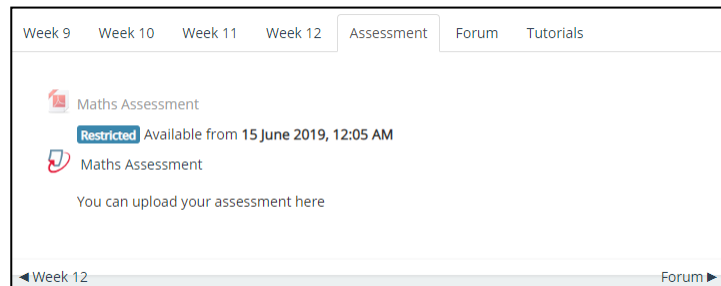 Week 9 Week 10 Week 11 Week 12 Assessment Forum Tutorials
Maths Assessment
Restricted Available from 15 June 2019, 12:05 AM
Maths Assessment
You can upload your assessment here
◀ Week 12 Forum ▶